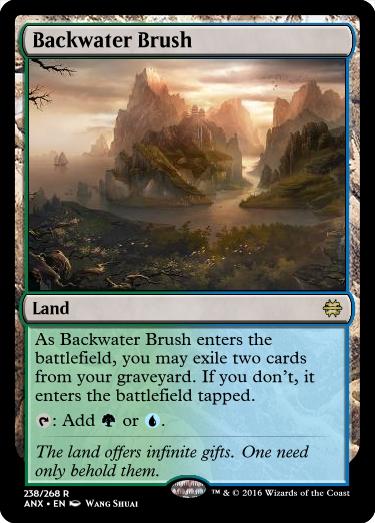 Backwater Brush
Land
As Backwater Brush enters the
battlefield, you may exile two cards
from your graveyard. If you don't, it
enters the battlefield tapped.
: Add or .
The land offers infinite gifts. One need
only behold them.
238/268 R
ANX • EN Wang Shuai
™ & © 2016 Wizards of the Coast